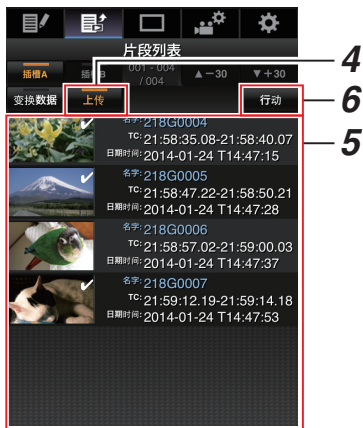 片段列表
4
插槽A 插槽B 001 - 004 / 004 ▲－30 ▼＋30
变换数据 上传 行动
6
名字: 218G0004
5
TC: 21:58:35.08-21:58:40.07
日期时间: 2014-01-24 T14:47:15
名字: 218G0005
TC: 21:58:47.22-21:58:50.21
日期时间: 2014-01-24 T14:47:28
名字: 218G0006
TC: 21:58:57.02-21:59:00.03
日期时间: 2014-01-24 T14:47:37
名字: 218G0007
TC: 21:59:12.19-21:59:14.18
日期时间: 2014-01-24 T14:47:53